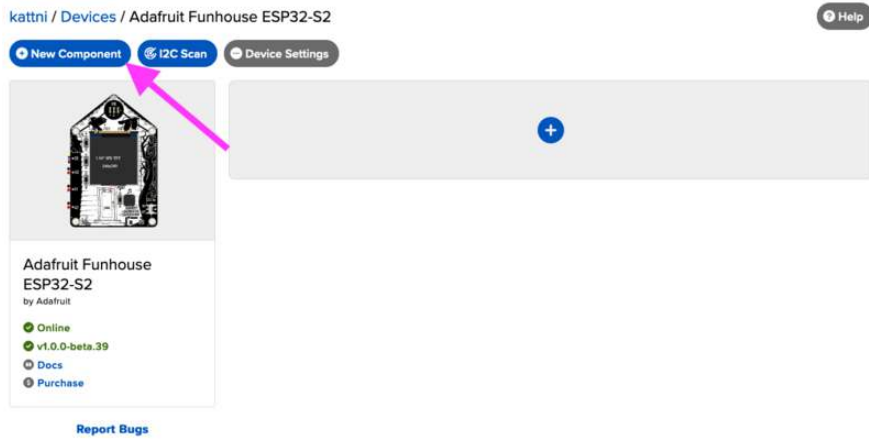 kattni / Devices / Adafruit Funhouse ESP32-S2
Help
New Component
I2C Scan
Device Settings
Adafruit Funhouse
ESP32-S2
by Adafruit
Online
v1.0.0-beta.39
Docs
Purchase
Report Bugs